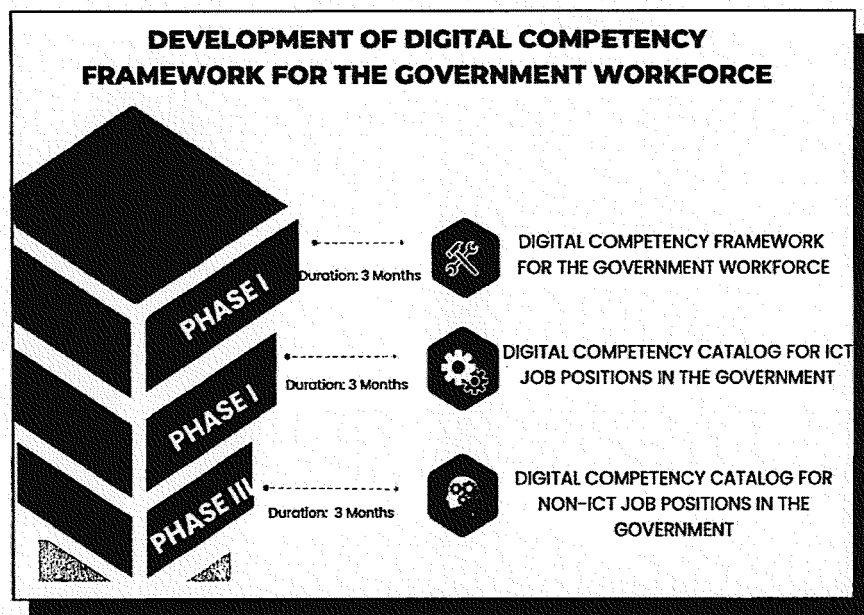 DEVELOPMENT OF DIGITAL COMPETENCY
FRAMEWORK FOR THE GOVERNMENT WORKFORCE
PHASE I
Duration: 3 Months
DIGITAL COMPETENCY FRAMEWORK
FOR THE GOVERNMENT WORKFORCE
PHASE I
Duration: 3 Months
DIGITAL COMPETENCY CATALOG FOR ICT
JOB POSITIONS IN THE GOVERNMENT
PHASE III
Duration: 3 Months
DIGITAL COMPETENCY CATALOG FOR
NON-ICT JOB POSITIONS IN THE
GOVERNMENT